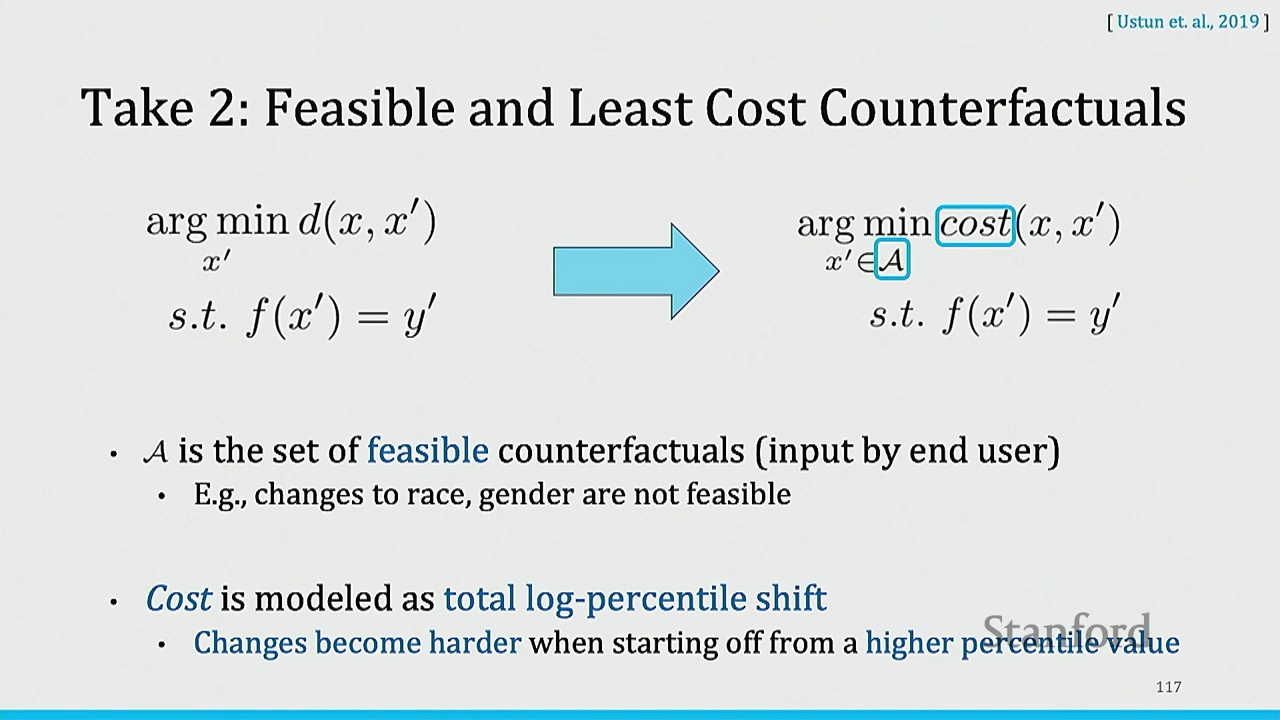 [ Ustun et. al., 2019 ]
Take 2: Feasible and Least Cost Counterfactuals
arg min d(x, x′)
x′
s.t. f(x′) = y′
arg min cost(x, x′)
x′∈𝒜
s.t. f(x′) = y′
• 𝒜 is the set of feasible counterfactuals (input by end user)
• E.g., changes to race, gender are not feasible
• Cost is modeled as total log-percentile shift
• Changes become harder when starting off from a higher percentile value
Stanford
117